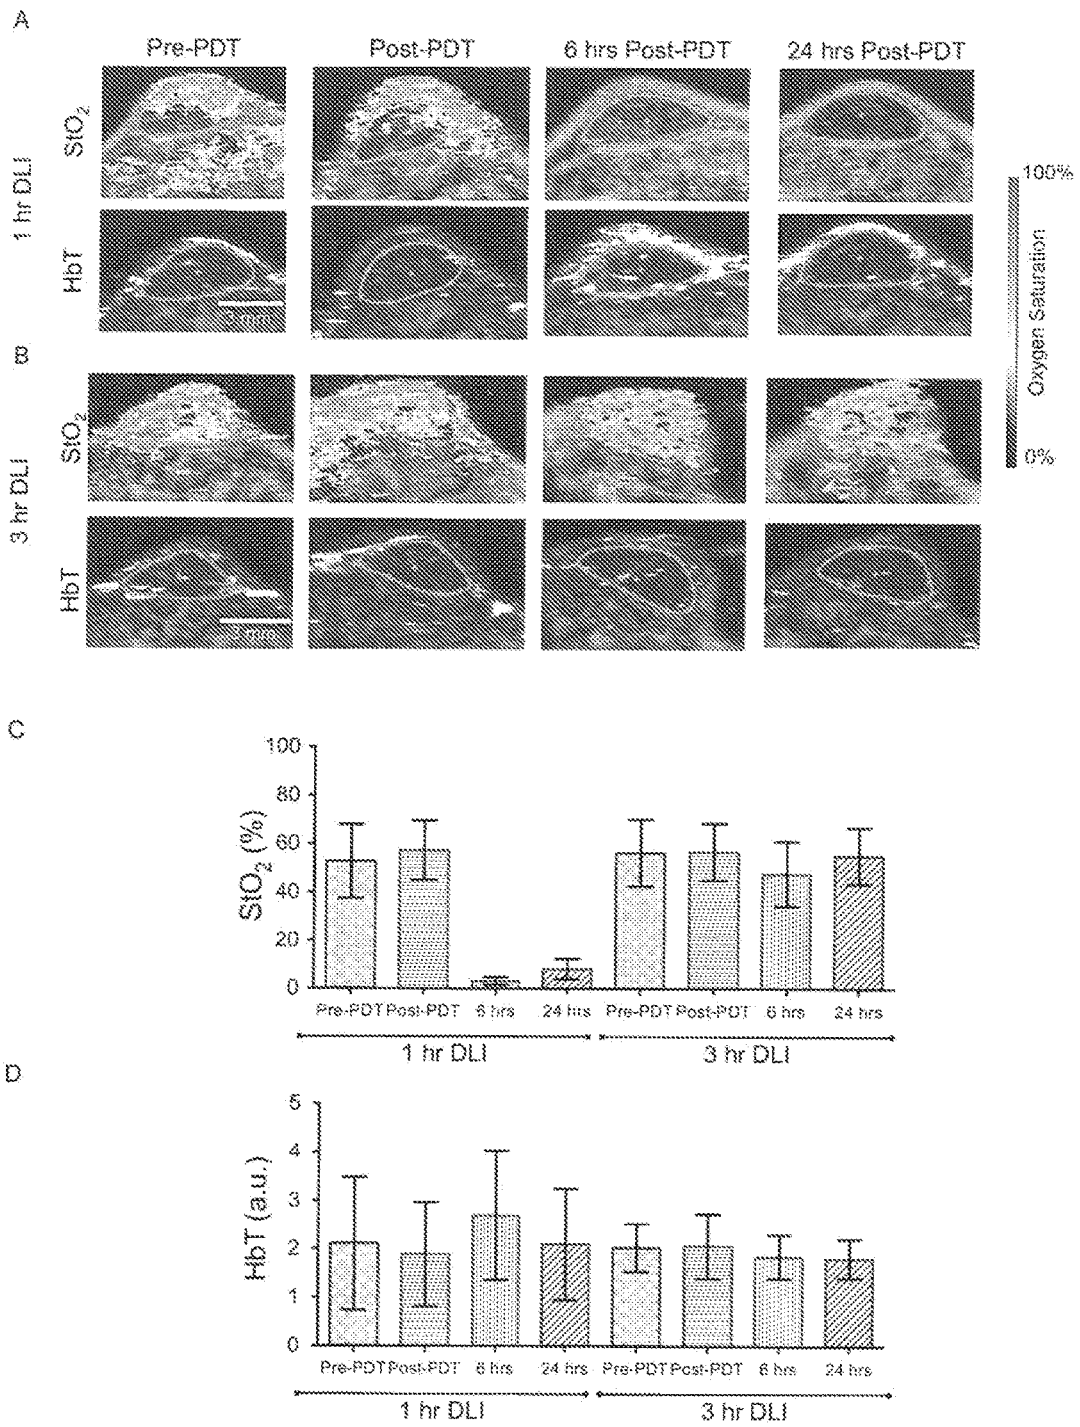 A
Pre-PDT Post-PDT 6 hrs Post-PDT 24 hrs Post-PDT
1 hr DLI
StO2
HbT
3 mm
100%
Oxygen Saturation
0%
B
3 hr DLI
StO2
HbT
3 mm
C
StO2 (%)
100
80
60
40
20
0
Pre-PDT Post-PDT 6 hrs 24 hrs Pre-PDT Post-PDT 6 hrs 24 hrs
1 hr DLI 3 hr DLI
D
HbT (a.u.)
5
4
3
2
1
0
Pre-PDT Post-PDT 6 hrs 24 hrs Pre-PDT Post-PDT 6 hrs 24 hrs
1 hr DLI 3 hr DLI